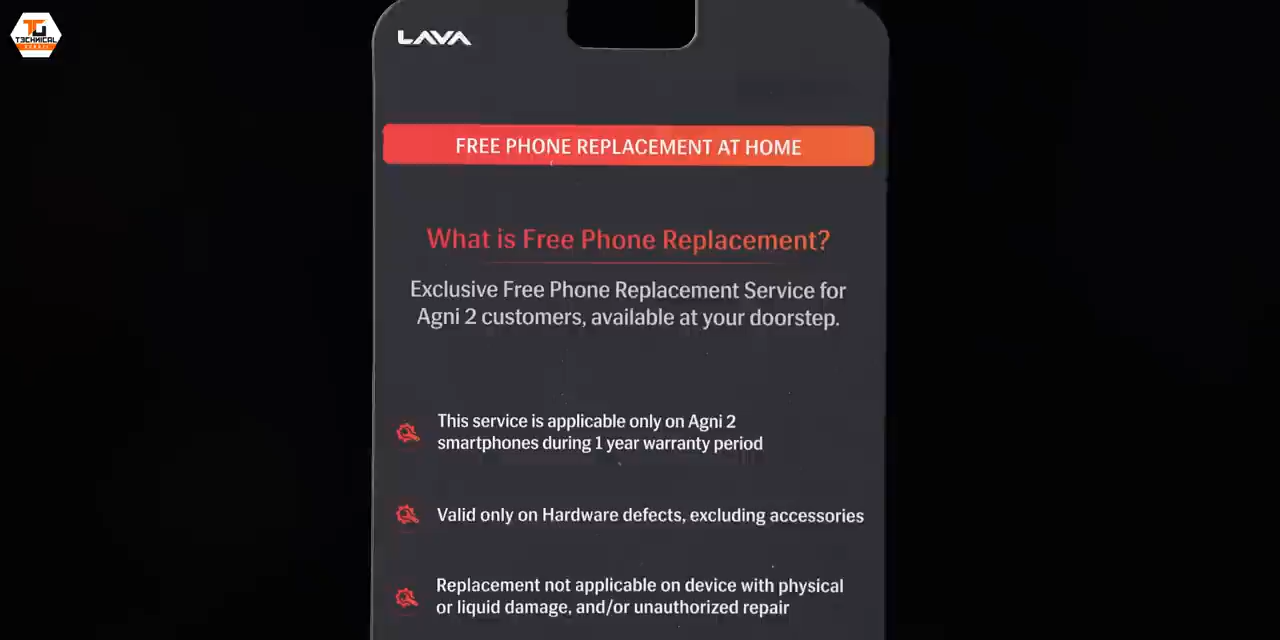 TG
TECHNICAL
LAVA
FREE PHONE REPLACEMENT AT HOME
What is Free Phone Replacement?
Exclusive Free Phone Replacement Service for
Agni 2 customers, available at your doorstep.
This service is applicable only on Agni 2
smartphones during 1 year warranty period
Valid only on Hardware defects, excluding accessories
Replacement not applicable on device with physical
or liquid damage, and/or unauthorized repair